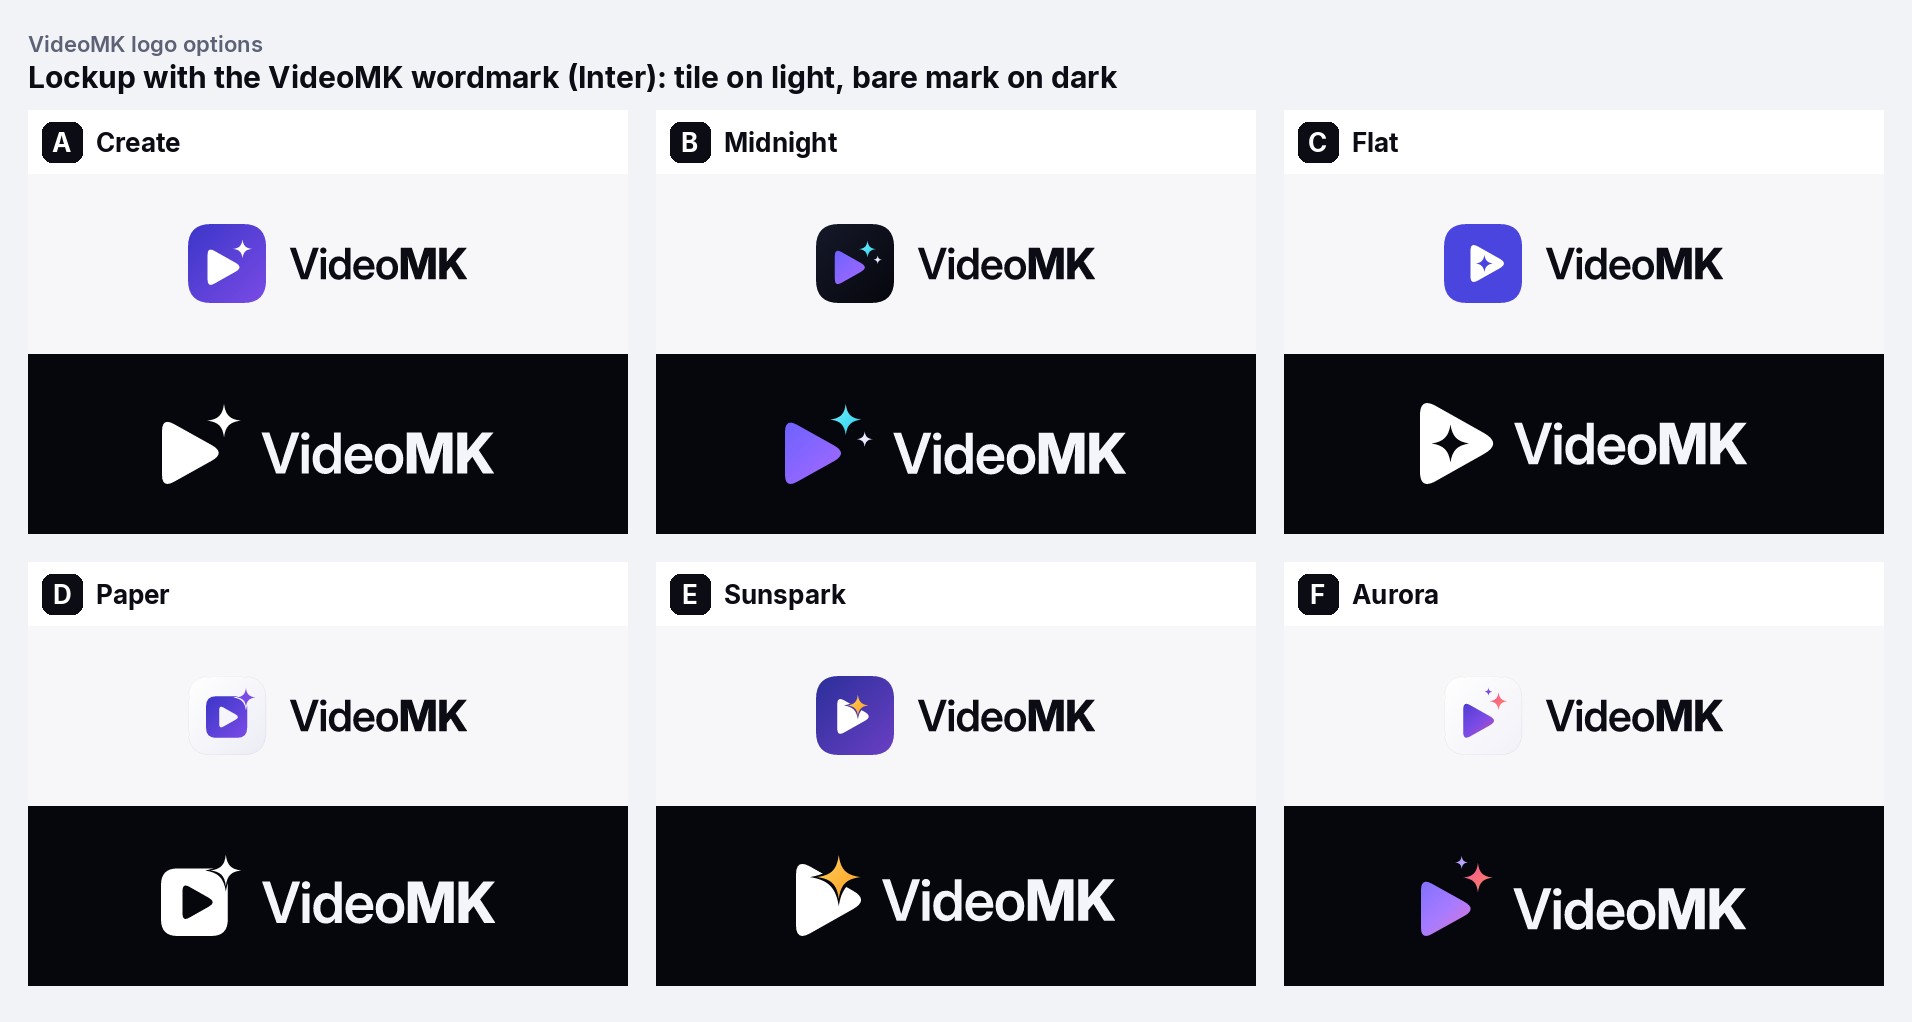 VideoMK logo options
Lockup with the VideoMK wordmark (Inter): tile on light, bare mark on dark
A Create
B Midnight
C Flat
VideoMK
VideoMK
VideoMK
VideoMK
VideoMK
VideoMK
D Paper
E Sunspark
F Aurora
VideoMK
VideoMK
VideoMK
VideoMK
VideoMK
VideoMK